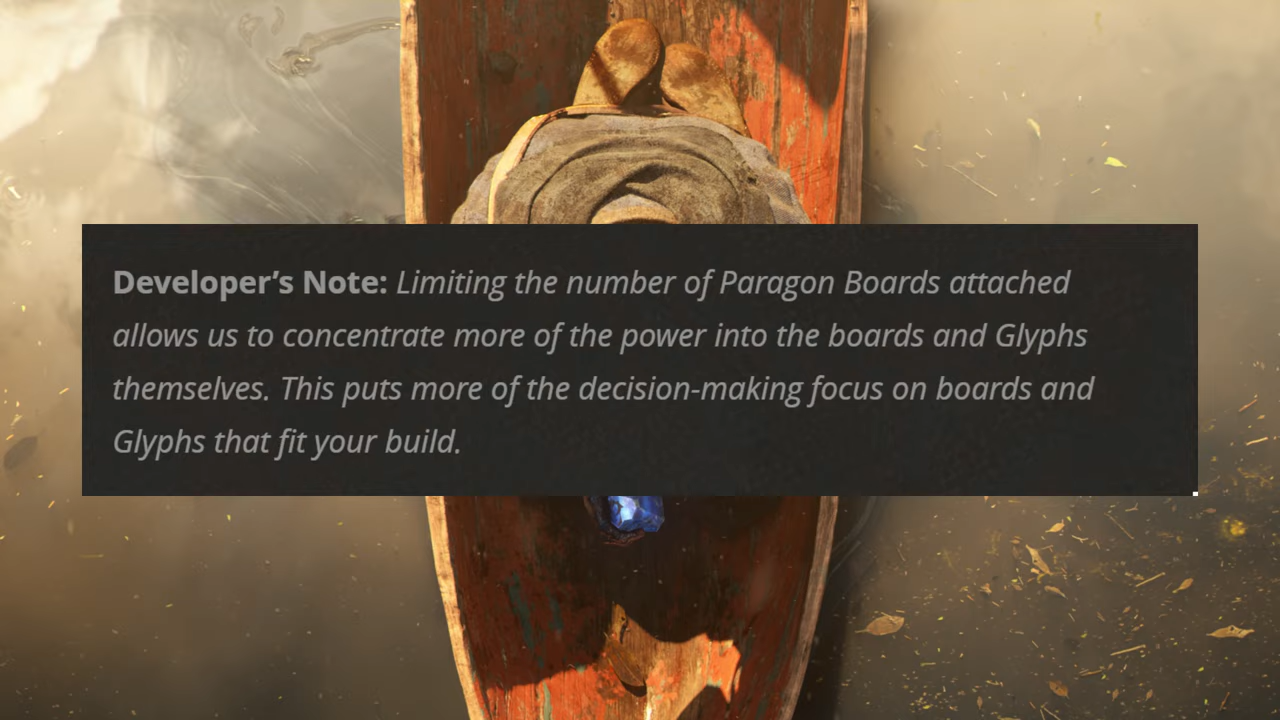 Developer’s Note: Limiting the number of Paragon Boards attached
allows us to concentrate more of the power into the boards and Glyphs
themselves. This puts more of the decision-making focus on boards and
Glyphs that fit your build.